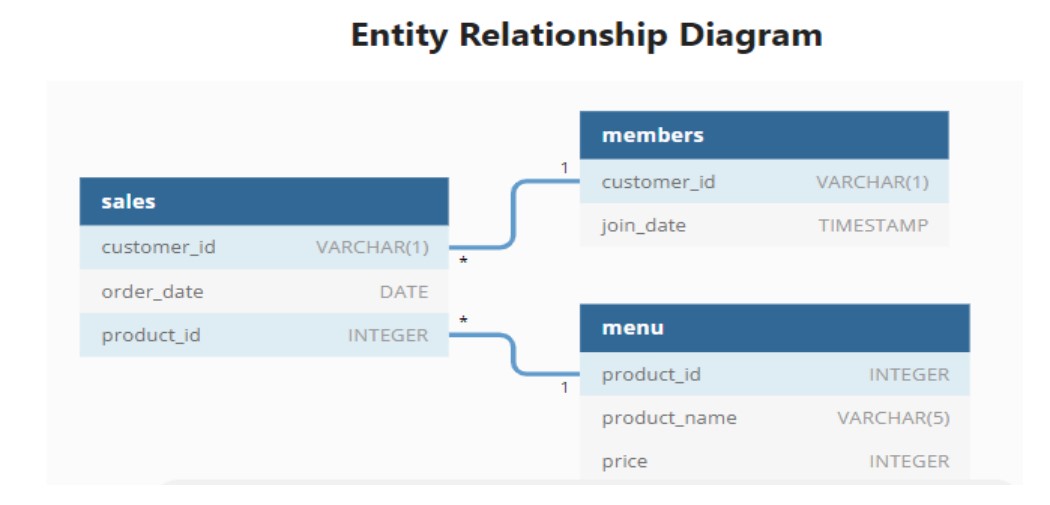 Entity Relationship Diagram
sales
customer_id VARCHAR(1)
order_date DATE
product_id INTEGER
*
*
1
1
members
customer_id VARCHAR(1)
join_date TIMESTAMP
menu
product_id INTEGER
product_name VARCHAR(5)
price INTEGER